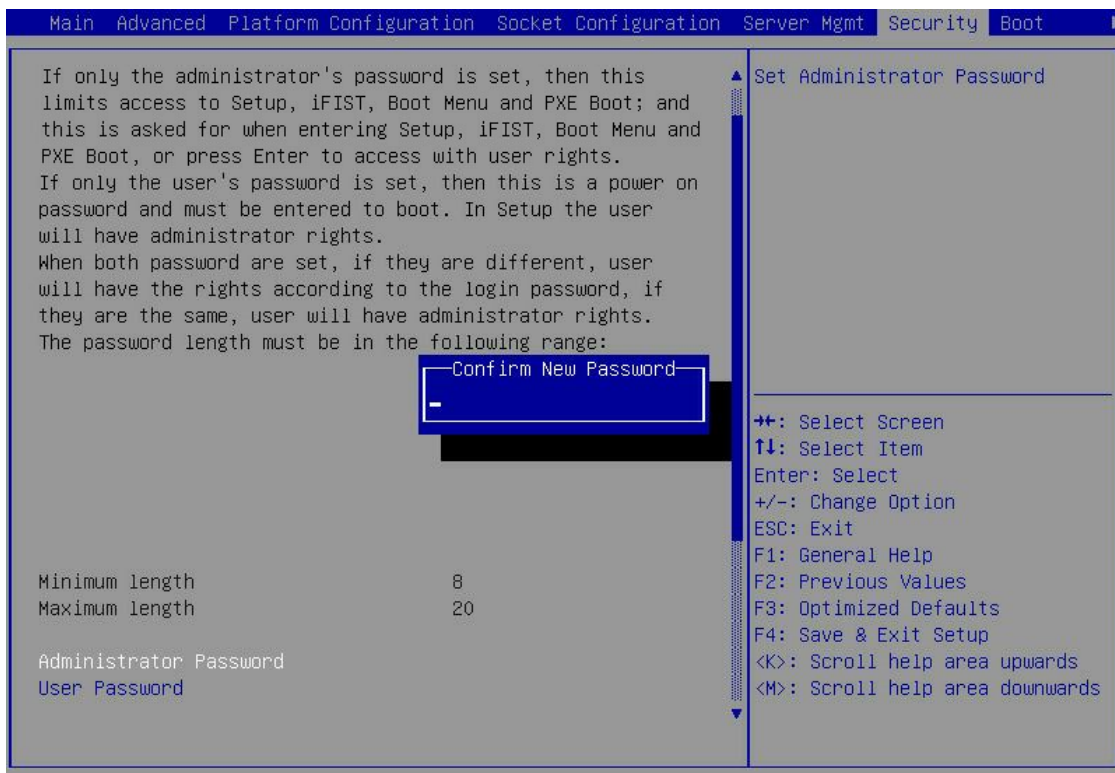 Main Advanced Platform Configuration Socket Configuration Server Mgmt Security Boot
If only the administrator's password is set, then this
limits access to Setup, iFIST, Boot Menu and PXE Boot; and
this is asked for when entering Setup, iFIST, Boot Menu and
PXE Boot, or press Enter to access with user rights.
If only the user's password is set, then this is a power on
password and must be entered to boot. In Setup the user
will have administrator rights.
When both password are set, if they are different, user
will have the rights according to the login password, if
they are the same, user will have administrator rights.
The password length must be in the following range:
Confirm New Password
Minimum length 8
Maximum length 20
Administrator Password
User Password
Set Administrator Password
→←: Select Screen
↑↓: Select Item
Enter: Select
+/-: Change Option
ESC: Exit
F1: General Help
F2: Previous Values
F3: Optimized Defaults
F4: Save & Exit Setup
<K>: Scroll help area upwards
<M>: Scroll help area downwards